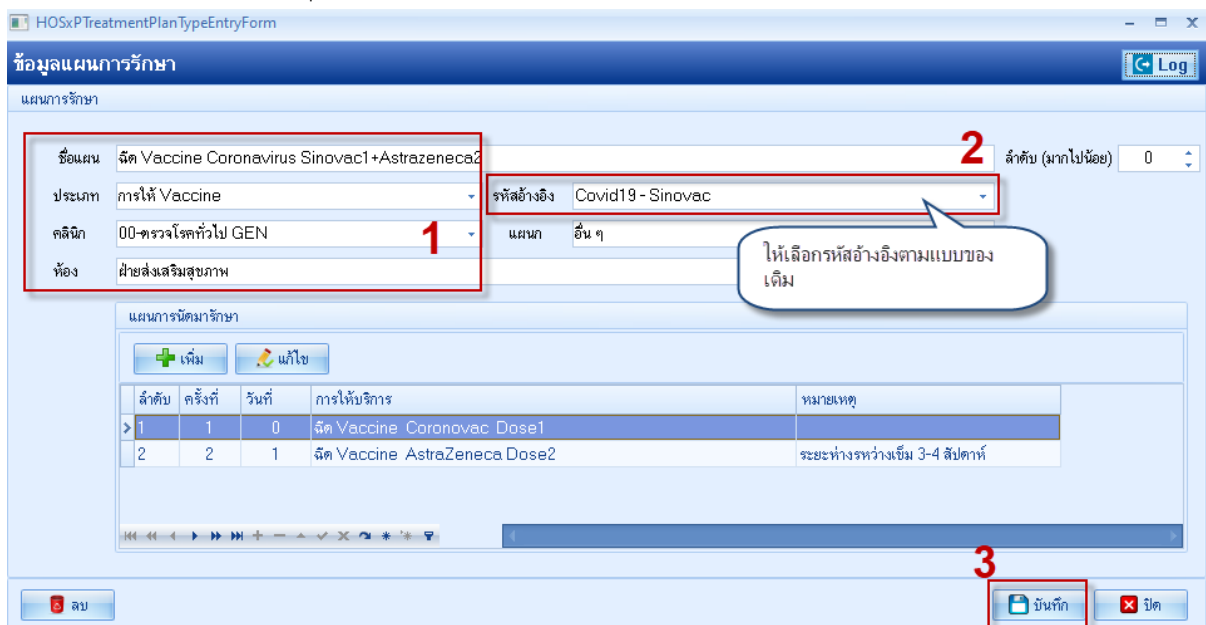 HOSxPTreatmentPlanTypeEntryForm
ข้อมูลแผนการรักษา
Log
แผนการรักษา
2
ชื่อแผน ฉีด Vaccine Coronavirus Sinovac1+Astrazeneca2 ลำดับ (มากไปน้อย) 0
ประเภท การให้ Vaccine รหัสอ้างอิง Covid19 - Sinovac
คลินิก 00-ตรวจโรคทั่วไป GEN 1 แผนก อื่น ๆ
ห้อง ฝ่ายส่งเสริมสุขภาพ
ให้เลือกรหัสอ้างอิงตามแบบของ
เดิม
แผนการนัดมารักษา
เพิ่ม แก้ไข
ลำดับ ครั้งที่ วันที่ การให้บริการ หมายเหตุ
1 1 0 ฉีด Vaccine Coronovac Dose1
2 2 1 ฉีด Vaccine AstraZeneca Dose2 ระยะห่างระหว่างเข็ม 3-4 สัปดาห์
3
ลบ บันทึก ปิด